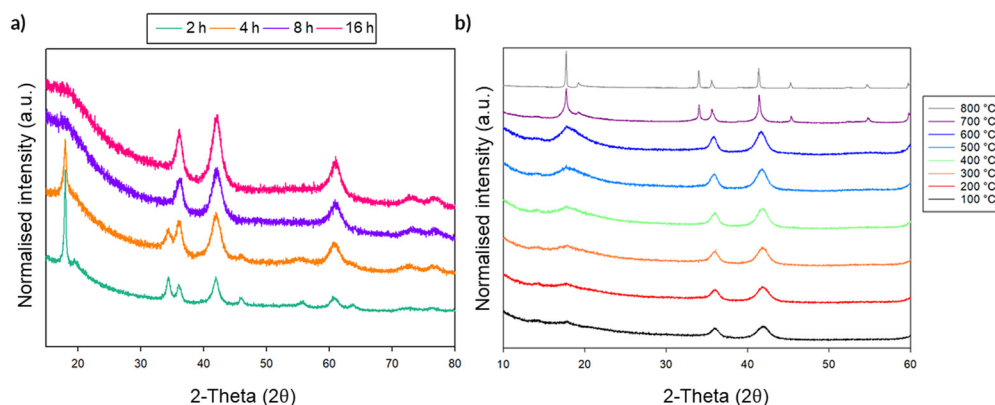 a)
2 h 4 h 8 h 16 h
Normalised intensity (a.u.)
20 30 40 50 60 70 80
2-Theta (2θ)
b)
Normalised intensity (a.u.)
10 20 30 40 50 60
2-Theta (2θ)
800 °C
700 °C
600 °C
500 °C
400 °C
300 °C
200 °C
100 °C